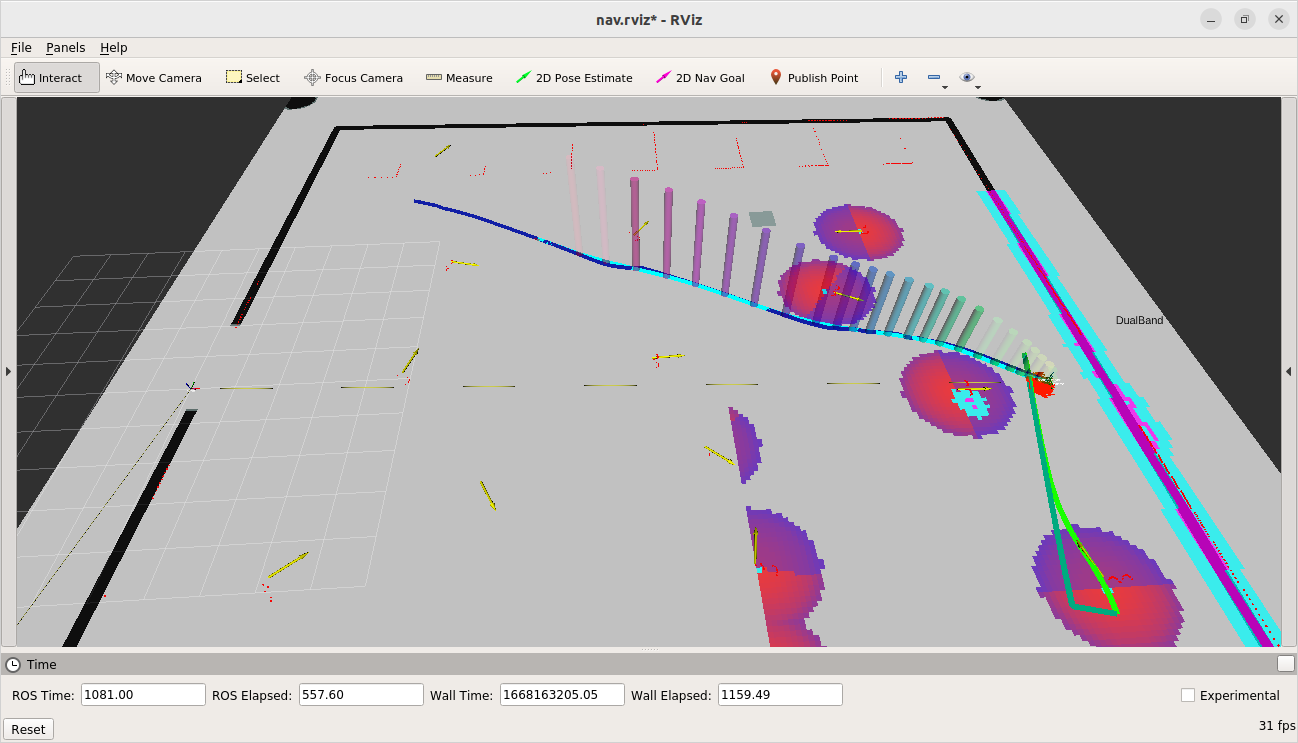 nav.rviz* - RViz
File Panels Help
Interact Move Camera Select Focus Camera Measure 2D Pose Estimate 2D Nav Goal Publish Point
DualBand
Time
ROS Time: 1081.00 ROS Elapsed: 557.60 Wall Time: 1668163205.05 Wall Elapsed: 1159.49 Experimental
Reset 31 fps